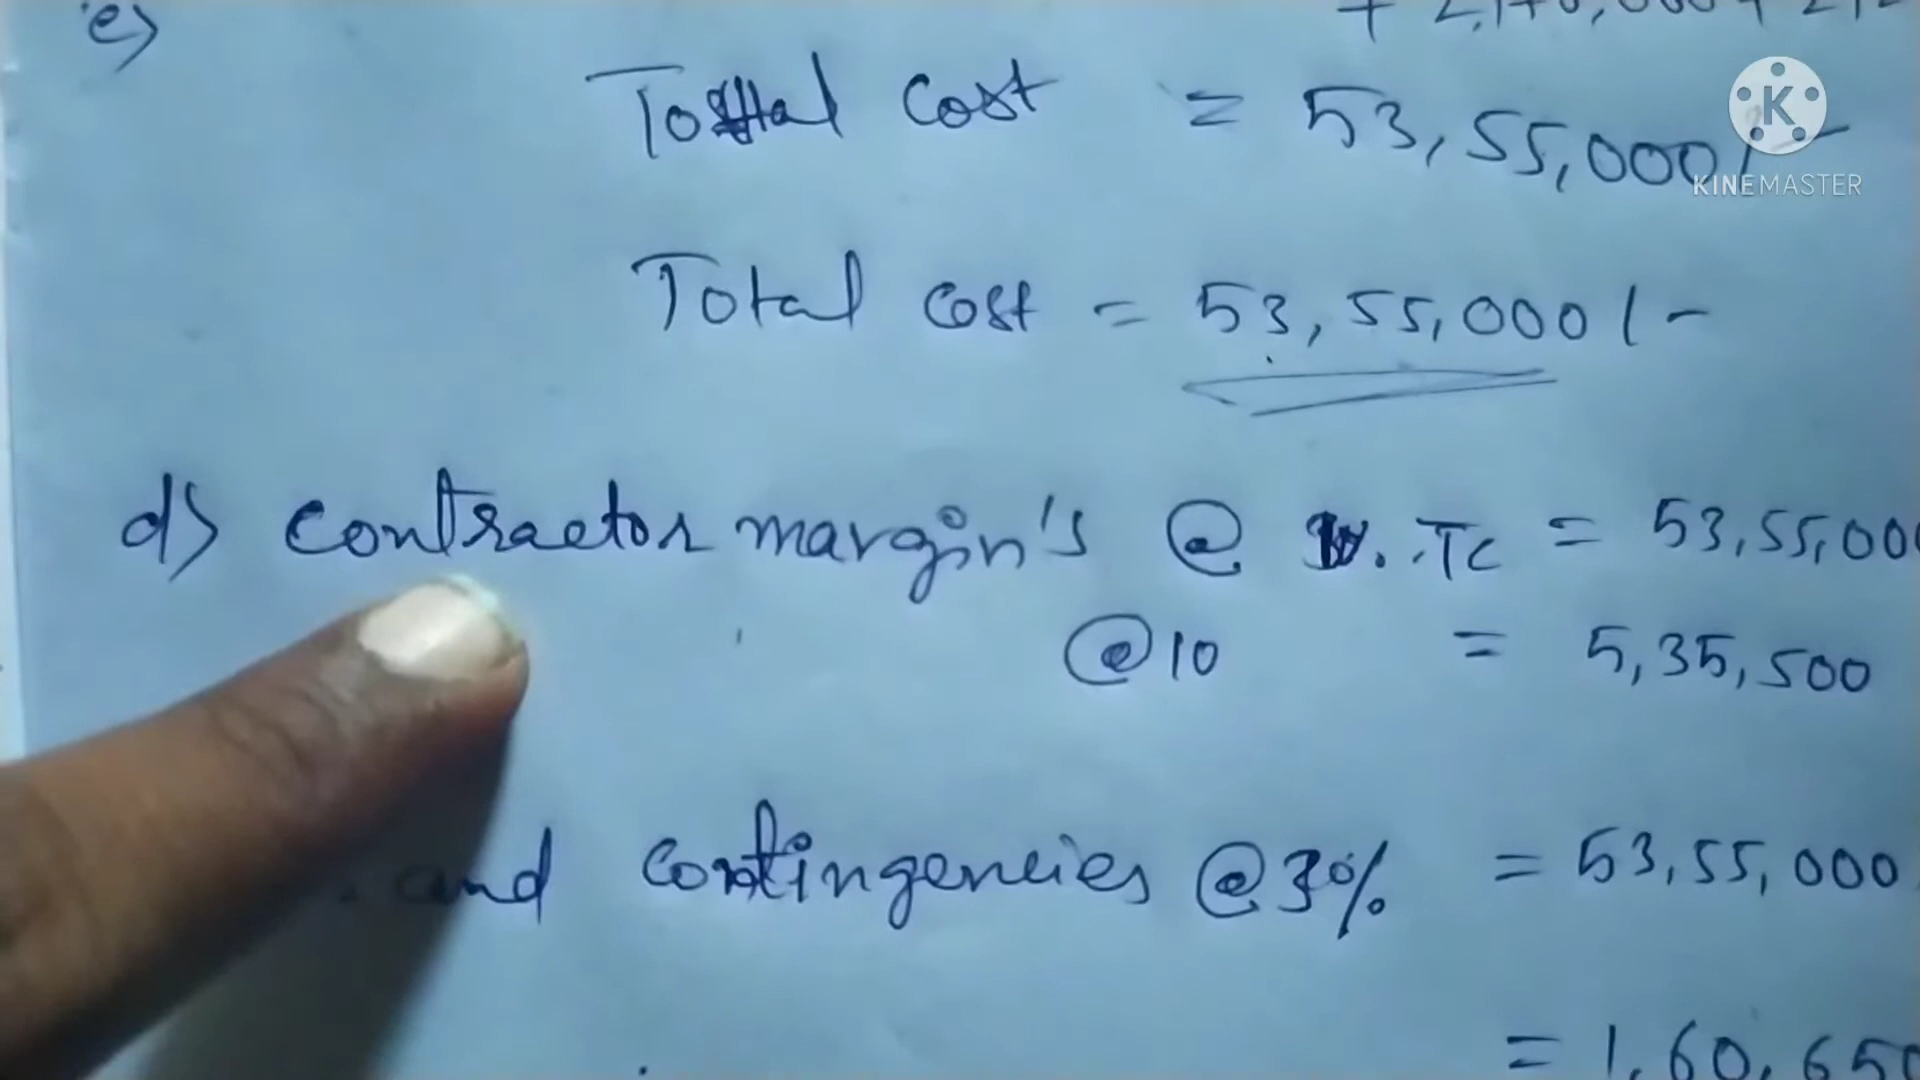 e)
Total cost = 53,55,000/-
KINEMASTER
Total cost = 53,55,000/-
d) contractor margin's @ . TC = 53,55,000
@10 = 5,35,500
and contingencies @3% = 53,55,000
= 1,60,650